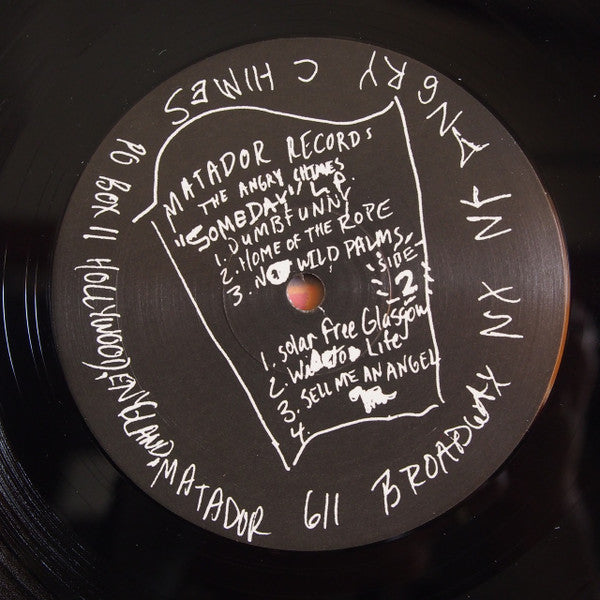 ANGRY CHIMES
PO BOX 11 HOLLYWOOD, ENGLAND, MATADOR 611 BROADWAY NX NY
MATADOR RECORDS
THE ANGRY CHIMES
"SOMEDAY" L.P.
1. DUMBFUNNY
2. HOME OF THE ROPE
3. NO WILD PALMS
"SIDE
2"
1. Solar Free Glasgow
2. Life
3. SELL ME AN ANGEL
4.